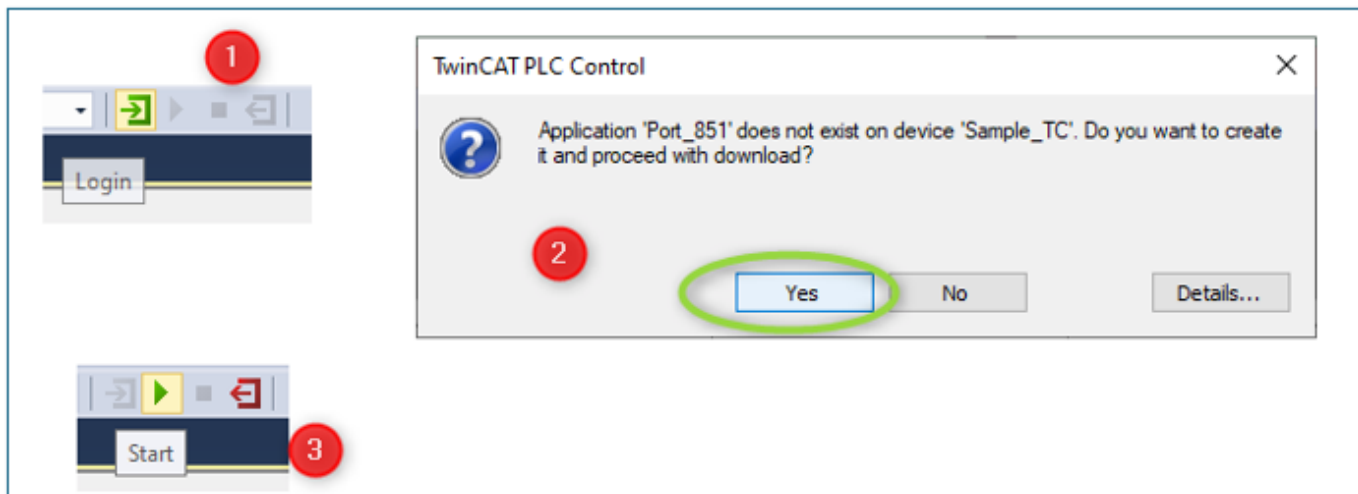 1
Login
TwinCAT PLC Control
Application 'Port_851' does not exist on device 'Sample_TC'. Do you want to create
it and proceed with download?
2
Yes
No
Details...
Start
3